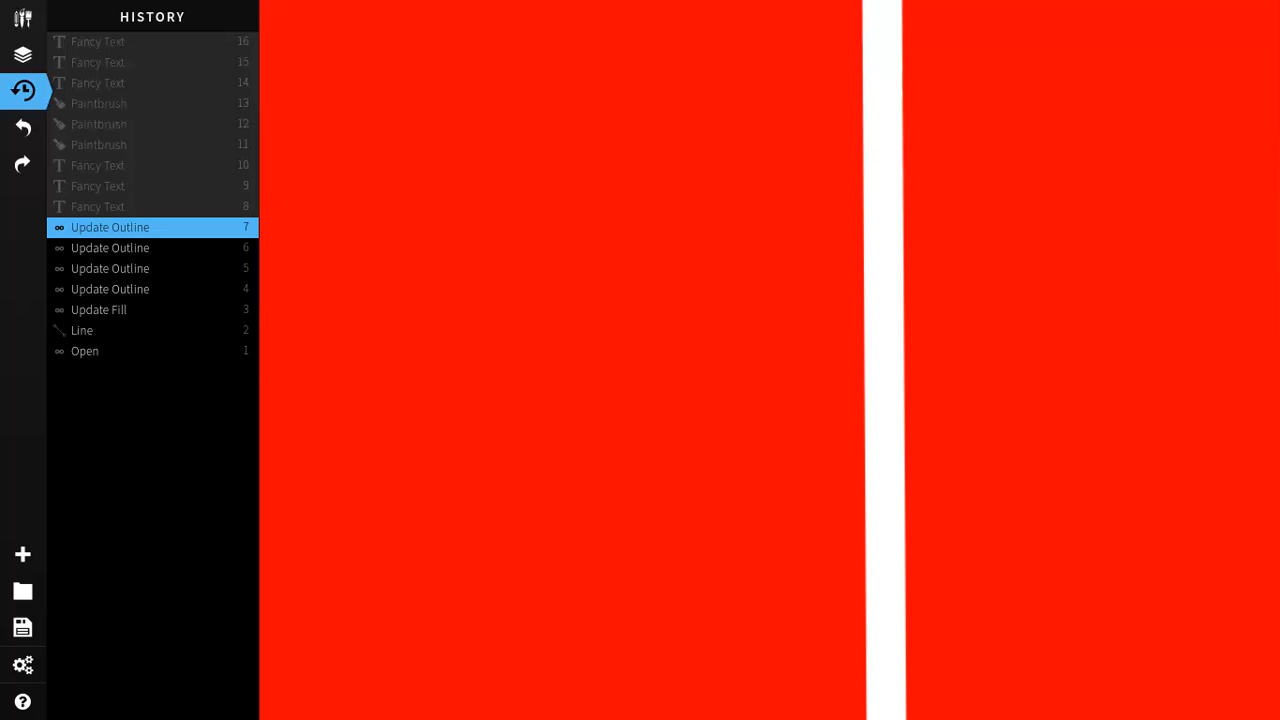 HISTORY
Fancy Text 16
Fancy Text 15
Fancy Text 14
Paintbrush 13
Paintbrush 12
Paintbrush 11
Fancy Text 10
Fancy Text 9
Fancy Text 8
Update Outline 7
Update Outline 6
Update Outline 5
Update Outline 4
Update Fill 3
Line 2
Open 1